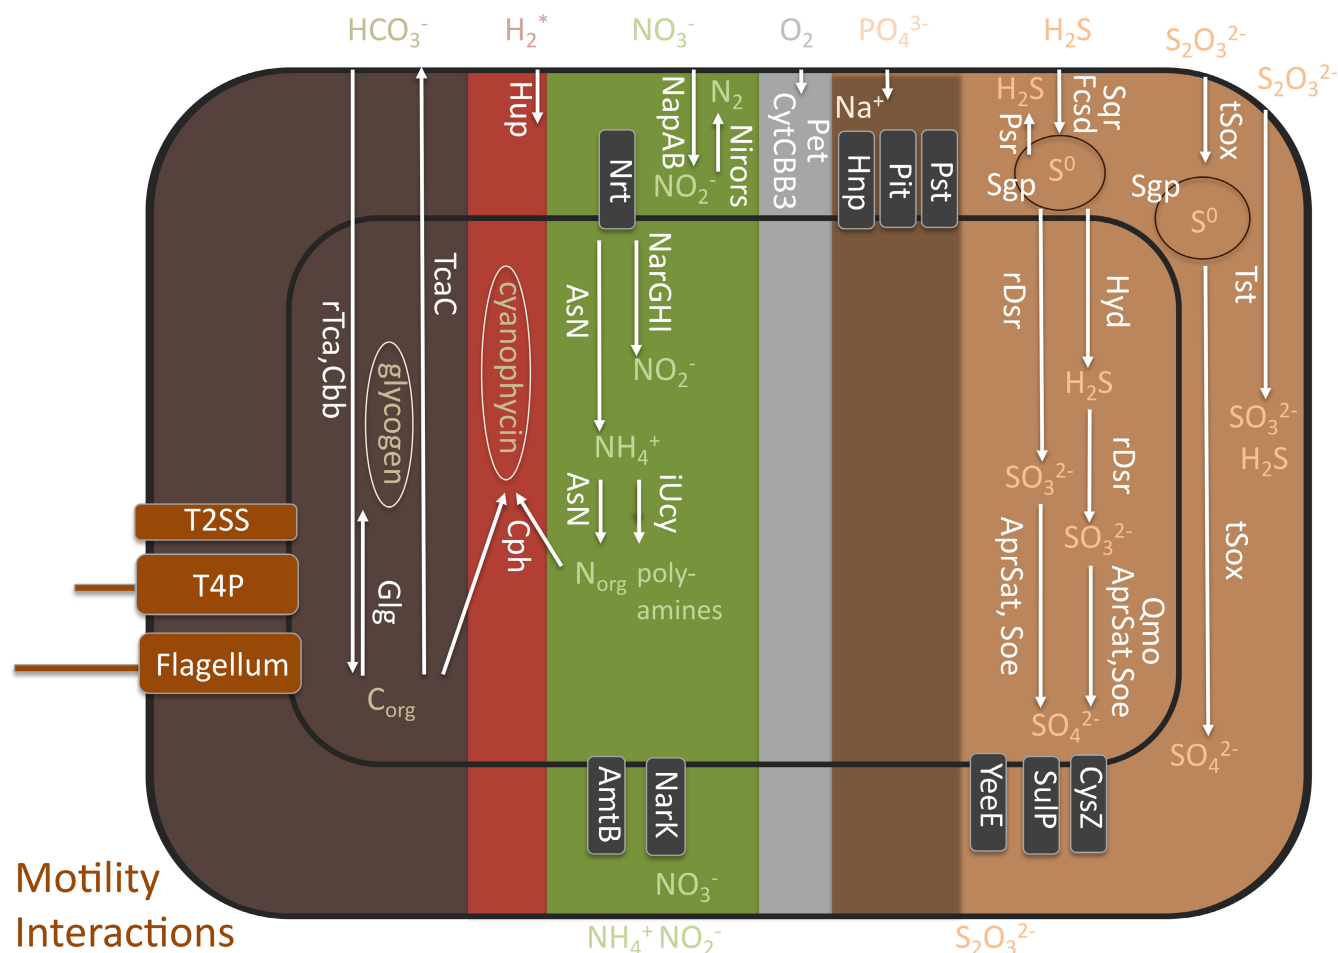 HCO₃⁻
H₂*
NO₃⁻
O₂
PO₄³⁻
H₂S
S₂O₃²⁻
S₂O₃²⁻
Hup
NapAB
N₂
Nirors
NO₂⁻
Nrt
CytCBB3
Pet
Na⁺
Hnp
Pit
Pst
H₂S
Psr
Fcsd
Sqr
S⁰
Sgp
tSox
Sgp
S⁰
rTca,Cbb
TcaC
glycogen
Glg
C_org
cyanophycin
Cph
AsN
NarGHI
NO₂⁻
NH₄⁺
AsN
iUcy
N_org
poly-
amines
rDsr
Hyd
H₂S
rDsr
SO₃²⁻
SO₃²⁻
AprSat, Soe
AprSat,Soe
Qmo
SO₄²⁻
Tst
SO₃²⁻
H₂S
tSox
SO₄²⁻
T2SS
T4P
Flagellum
AmtB
NarK
YeeE
SulP
CysZ
NO₃⁻
Motility
Interactions
NH₄⁺ NO₂⁻
S₂O₃²⁻